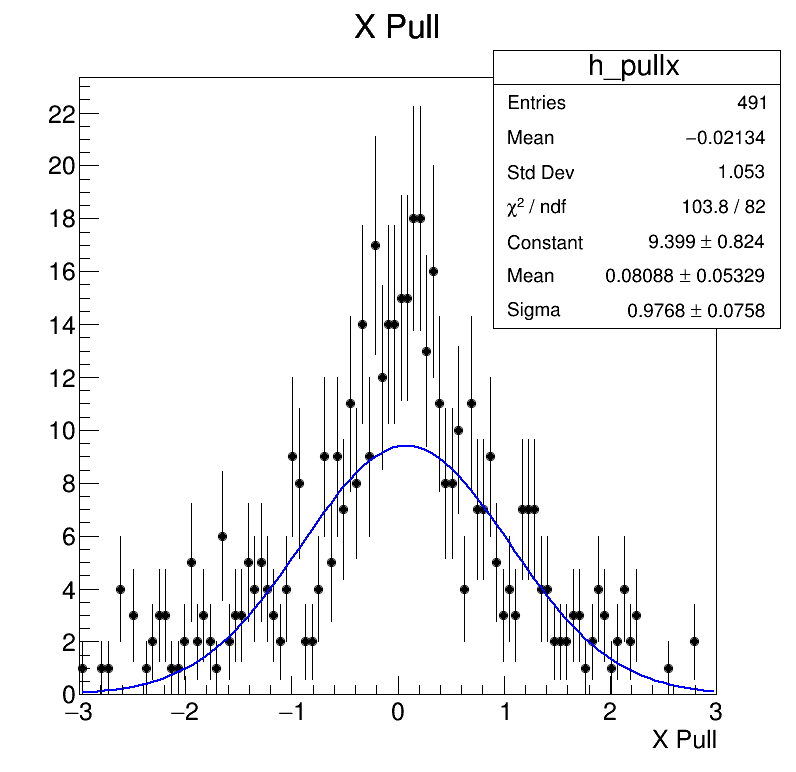 X Pull
h_pullx
Entries 491
Mean −0.02134
Std Dev 1.053
χ² / ndf 103.8 / 82
Constant 9.399 ± 0.824
Mean 0.08088 ± 0.05329
Sigma 0.9768 ± 0.0758
22
20
18
16
14
12
10
8
6
4
2
0
−3 −2 −1 0 1 2 3
X Pull